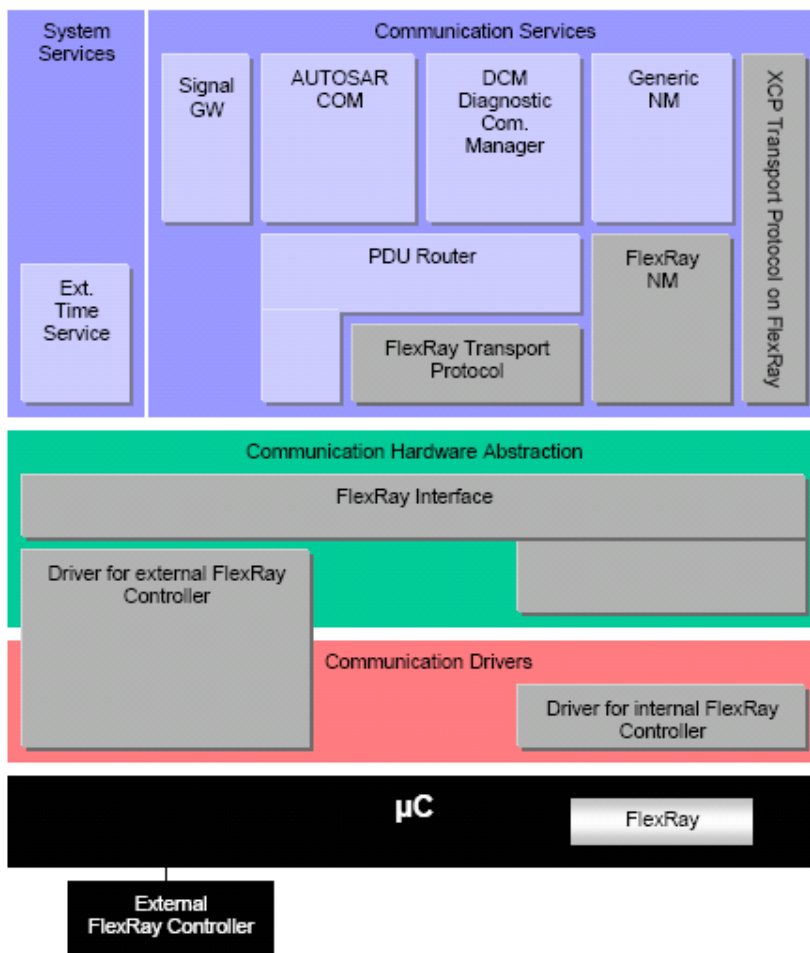 System
Services
Communication Services
Signal
GW
AUTOSAR
COM
DCM
Diagnostic
Com.
Manager
Generic
NM
XCP Transport Protocol on FlexRay
Ext.
Time
Service
PDU Router
FlexRay
NM
FlexRay Transport
Protocol
Communication Hardware Abstraction
FlexRay Interface
Driver for external FlexRay
Controller
Communication Drivers
Driver for internal FlexRay
Controller
µC
FlexRay
External
FlexRay Controller